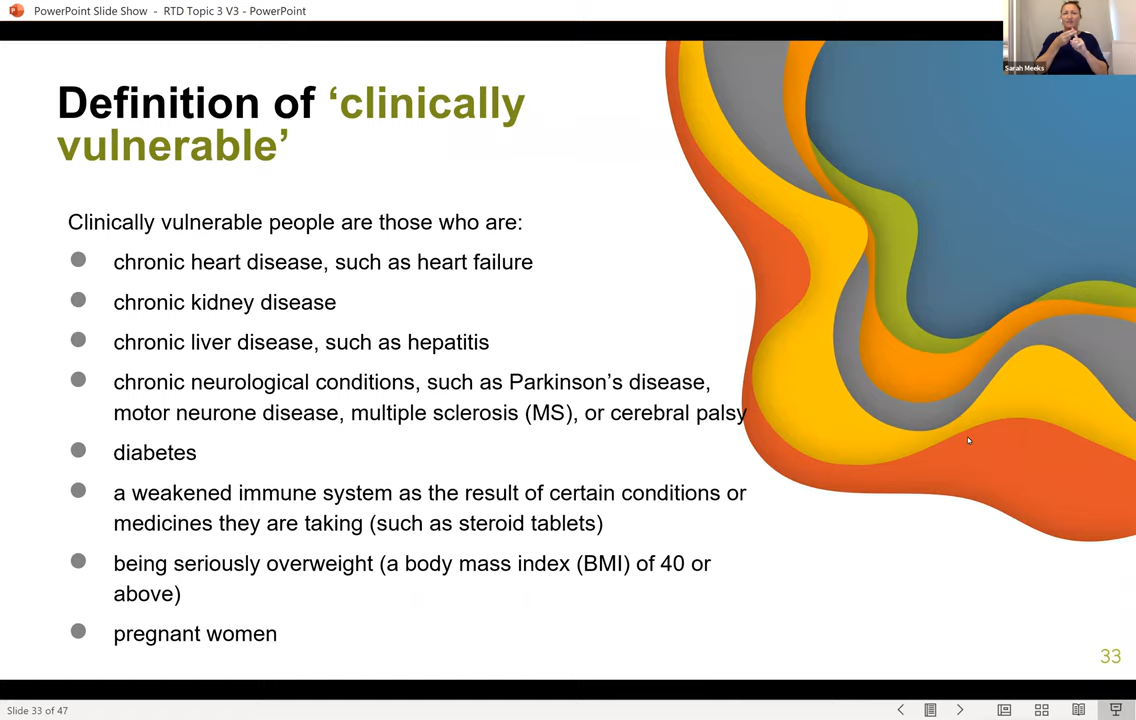 PowerPoint Slide Show - RTD Topic 3 V3 - PowerPoint
Sarah Meeks
Definition of ‘clinically
vulnerable’
Clinically vulnerable people are those who are:
chronic heart disease, such as heart failure
chronic kidney disease
chronic liver disease, such as hepatitis
chronic neurological conditions, such as Parkinson’s disease,
motor neurone disease, multiple sclerosis (MS), or cerebral palsy
diabetes
a weakened immune system as the result of certain conditions or
medicines they are taking (such as steroid tablets)
being seriously overweight (a body mass index (BMI) of 40 or
above)
pregnant women
33
Slide 33 of 47